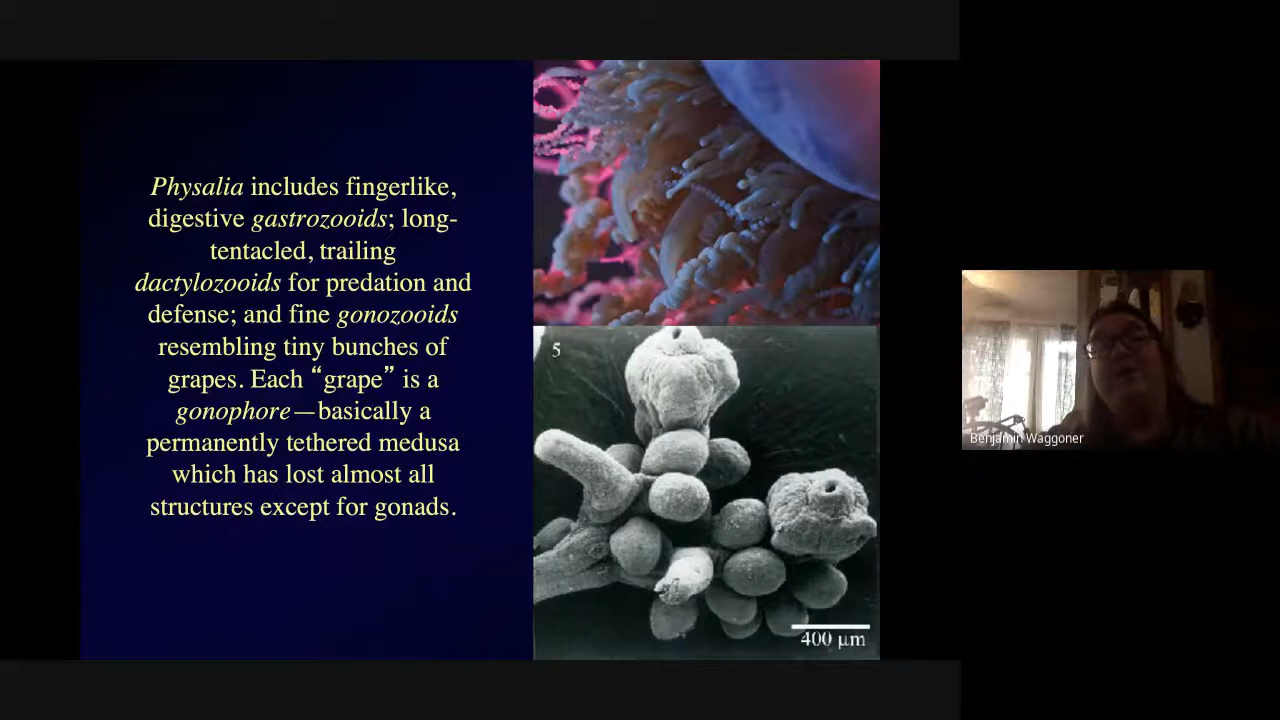 Physalia includes fingerlike,
digestive gastrozooids; long-
tentacled, trailing
dactylozooids for predation and
defense; and fine gonozooids
resembling tiny bunches of
grapes. Each “grape” is a
gonophore—basically a
permanently tethered medusa
which has lost almost all
structures except for gonads.
5
400 µm
Benjamin Waggoner